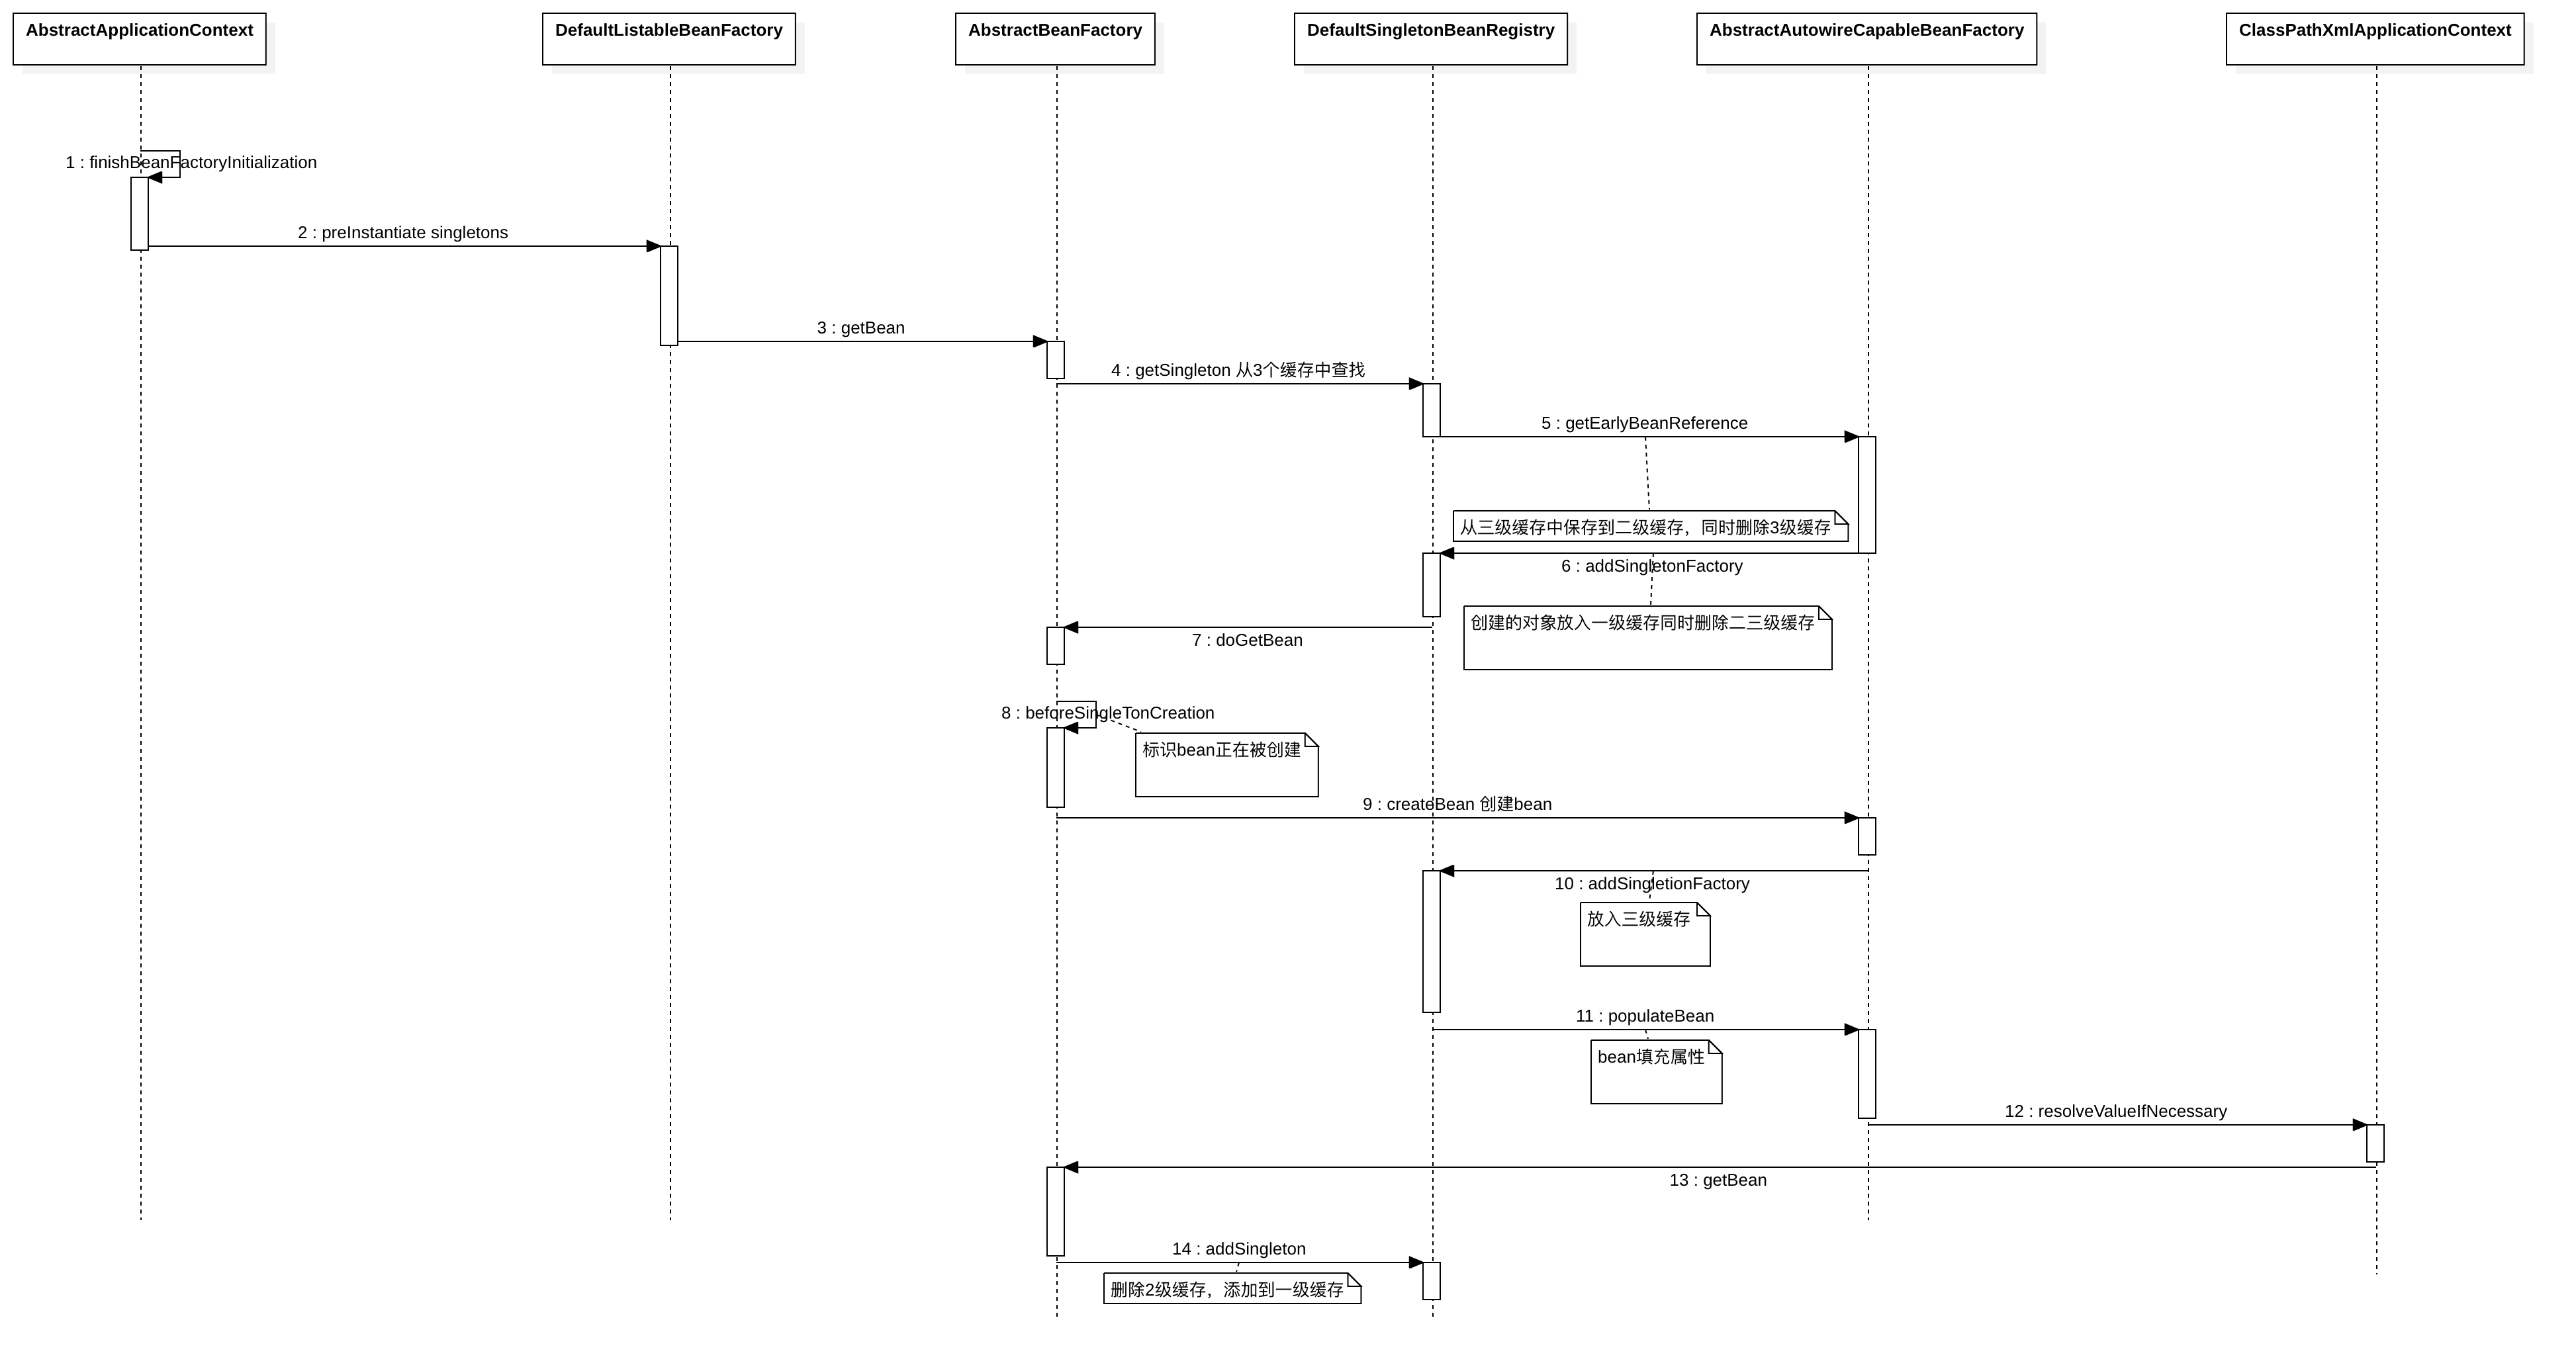 AbstractApplicationContext
DefaultListableBeanFactory
AbstractBeanFactory
DefaultSingletonBeanRegistry
AbstractAutowireCapableBeanFactory
ClassPathXmlApplicationContext
1 : finishBeanFactoryInitialization
2 : preInstantiate singletons
3 : getBean
4 : getSingleton 从3个缓存中查找
5 : getEarlyBeanReference
从三级缓存中保存到二级缓存，同时删除3级缓存
6 : addSingletonFactory
创建的对象放入一级缓存同时删除二三级缓存
7 : doGetBean
8 : beforeSingleTonCreation
标识bean正在被创建
9 : createBean 创建bean
10 : addSingletionFactory
放入三级缓存
11 : populateBean
bean填充属性
12 : resolveValueIfNecessary
13 : getBean
14 : addSingleton
删除2级缓存，添加到一级缓存